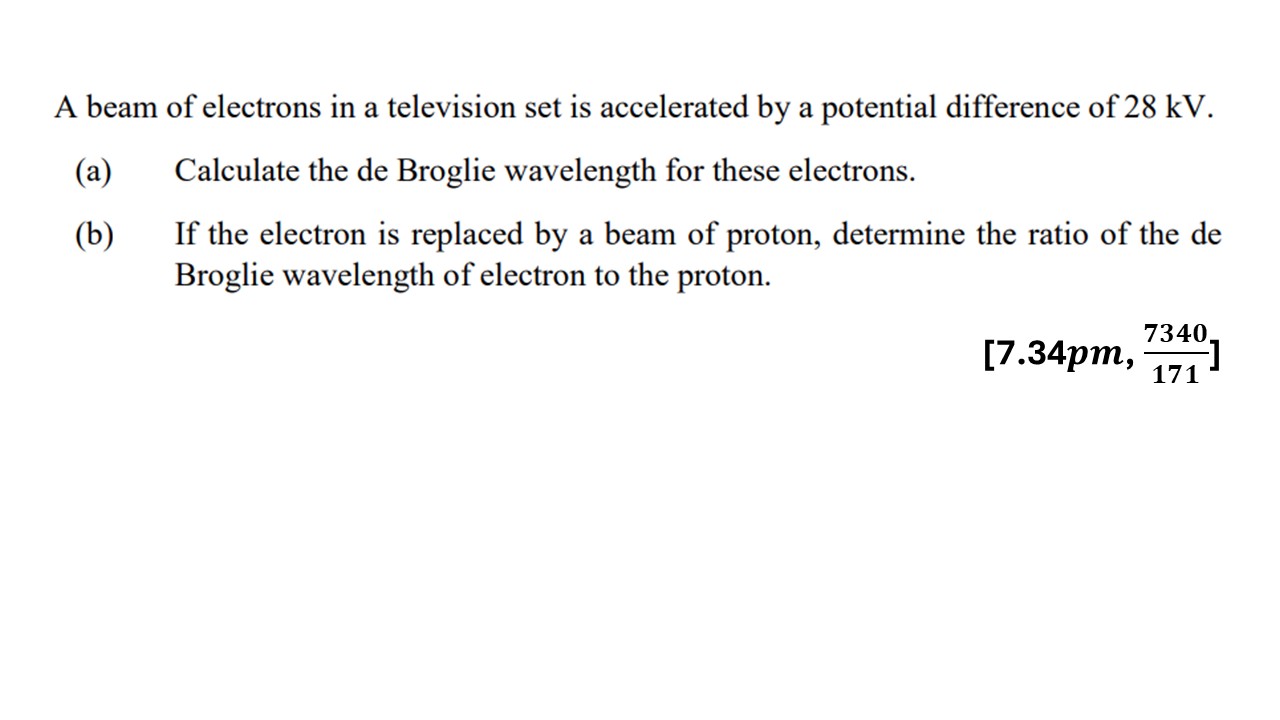 A beam of electrons in a television set is accelerated by a potential difference of 28 kV.
(a) Calculate the de Broglie wavelength for these electrons.
(b) If the electron is replaced by a beam of proton, determine the ratio of the de
Broglie wavelength of electron to the proton.
[7.34pm, 7340/171]